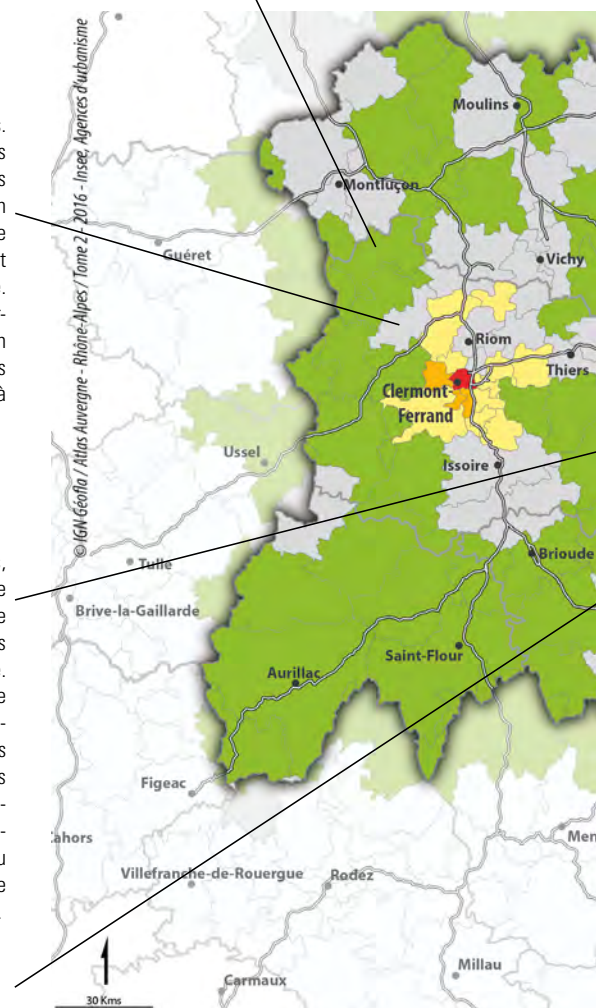 s.
s
s
n
e
t
.
f-
n
s
à
,
e
e
s
.
e
-
s
s
-
-
u
e
.
© IGN Géofla / Atlas Auvergne - Rhône-Alpes / Tome 2 - 2016 - Insee, Agences d'urbanisme
Moulins
Montluçon
Guéret
Vichy
Riom
Thiers
Clermont-
Ferrand
Ussel
Issoire
Tulle
Brioude
Brive-la-Gaillarde
Saint-Flour
Aurillac
Figeac
ahors
Men
Villefranche-de-Rouergue
Rodez
Millau
Carmaux
30 Kms